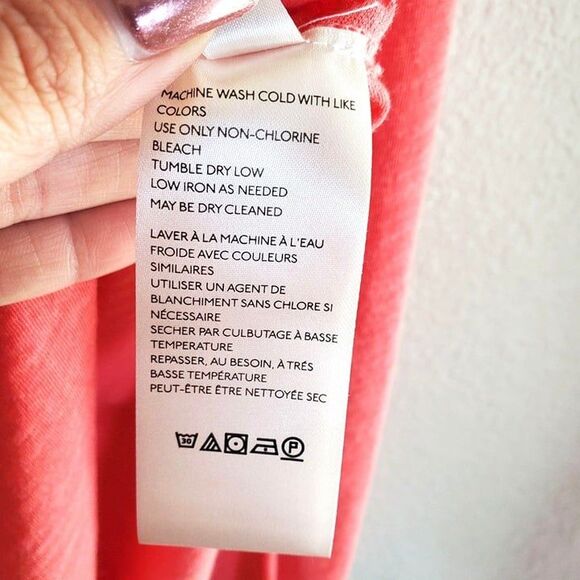 MACHINE WASH COLD WITH LIKE
COLORS
USE ONLY NON-CHLORINE
BLEACH
TUMBLE DRY LOW
LOW IRON AS NEEDED
MAY BE DRY CLEANED
LAVER À LA MACHINE À L'EAU
FROIDE AVEC COULEURS
SIMILAIRES
UTILISER UN AGENT DE
BLANCHIMENT SANS CHLORE SI
NÉCESSAIRE
SECHER PAR CULBUTAGE À BASSE
TEMPERATURE
REPASSER, AU BESOIN, À TRÉS
BASSE TEMPÉRATURE
PEUT-ÊTRE ÊTRE NETTOYÉE SEC
30 P